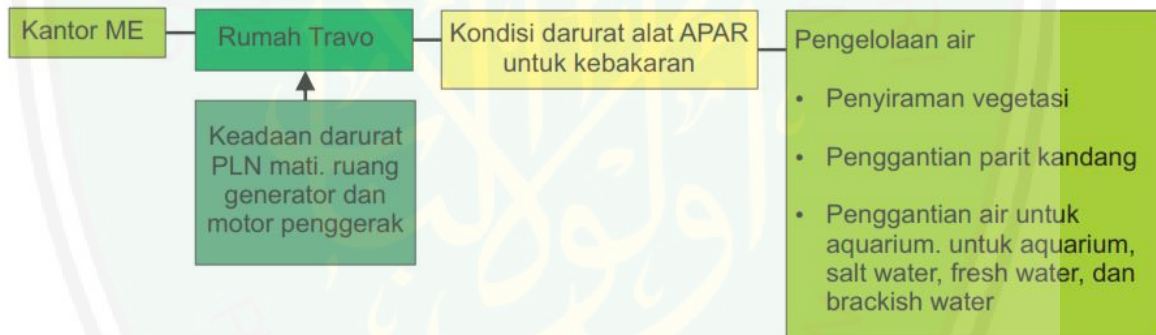 Kantor ME
Rumah Travo
Kondisi darurat alat APAR
untuk kebakaran
Keadaan darurat
PLN mati. ruang
generator dan
motor penggerak
Pengelolaan air
• Penyiraman vegetasi
• Penggantian parit kandang
• Penggantian air untuk
aquarium. untuk aquarium,
salt water, fresh water, dan
brackish water